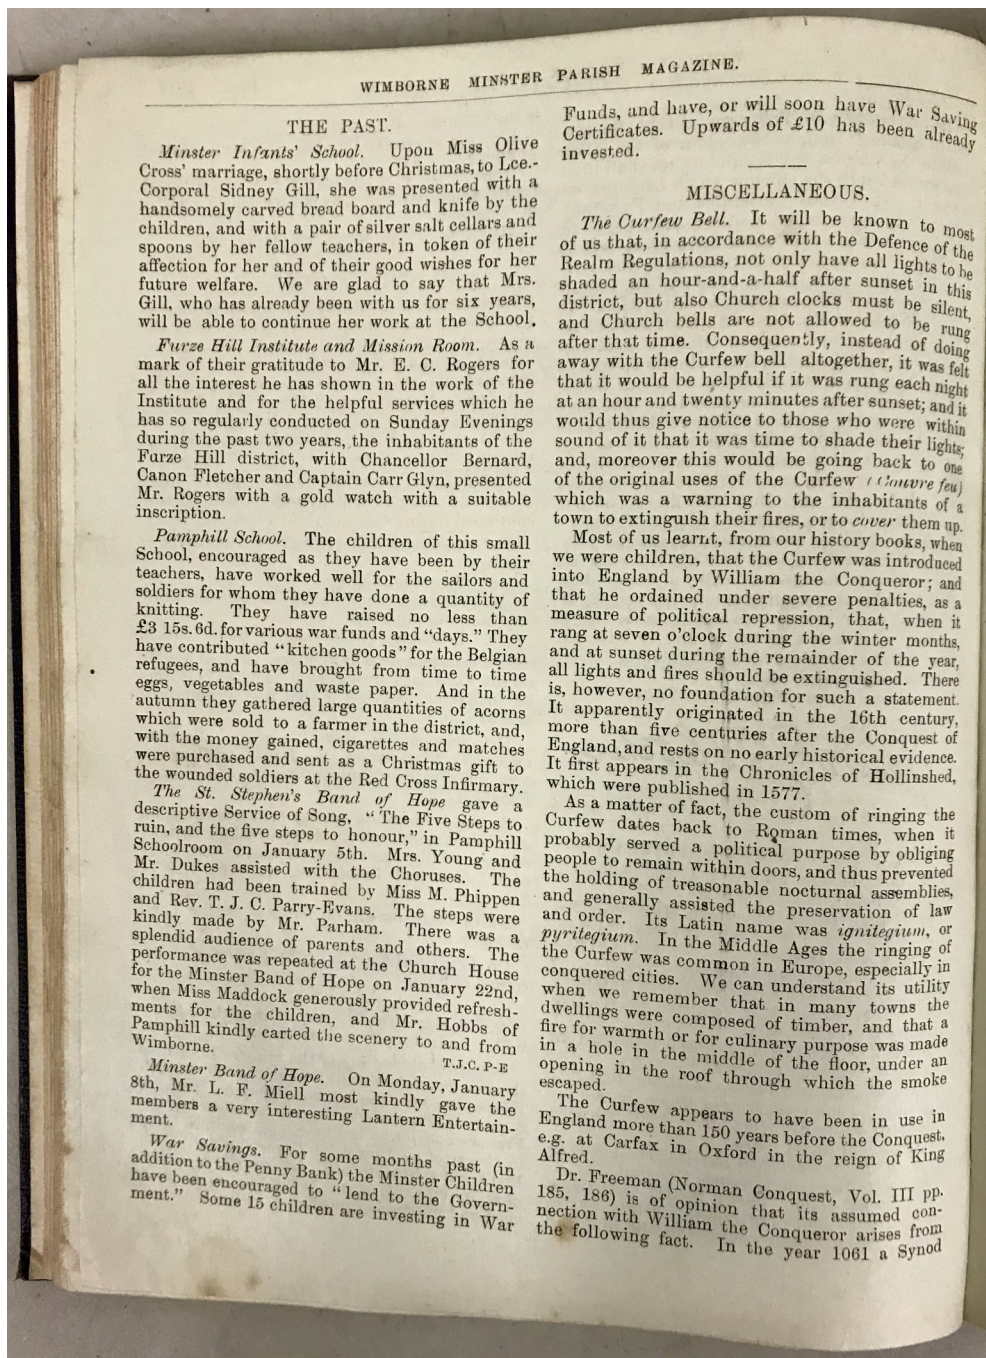 WIMBORNE MINSTER PARISH MAGAZINE.
THE PAST.
Minster Infants' School. Upon Miss Olive
Cross' marriage, shortly before Christmas, to Lce.-
Corporal Sidney Gill, she was presented with a
handsomely carved bread board and knife by the
children, and with a pair of silver salt cellars and
spoons by her fellow teachers, in token of their
affection for her and of their good wishes for her
future welfare. We are glad to say that Mrs.
Gill, who has already been with us for six years,
will be able to continue her work at the School.
Furze Hill Institute and Mission Room. As a
mark of their gratitude to Mr. E. C. Rogers for
all the interest he has shown in the work of the
Institute and for the helpful services which he
has so regularly conducted on Sunday Evenings
during the past two years, the inhabitants of the
Furze Hill district, with Chancellor Bernard,
Canon Fletcher and Captain Carr Glyn, presented
Mr. Rogers with a gold watch with a suitable
inscription.
Pamphill School. The children of this small
School, encouraged as they have been by their
teachers, have worked well for the sailors and
soldiers for whom they have done a quantity of
knitting. They have raised no less than
£3 15s. 6d. for various war funds and "days." They
have contributed "kitchen goods" for the Belgian
refugees, and have brought from time to time
eggs, vegetables and waste paper. And in the
autumn they gathered large quantities of acorns
which were sold to a farmer in the district, and,
with the money gained, cigarettes and matches
were purchased and sent as a Christmas gift to
the wounded soldiers at the Red Cross Infirmary.
The St. Stephen's Band of Hope gave a
descriptive Service of Song, "The Five Steps to
ruin, and the five steps to honour," in Pamphill
Schoolroom on January 5th. Mrs. Young and
Mr. Dukes assisted with the Choruses. The
children had been trained by Miss M. Phippen
and Rev. T. J. C. Parry-Evans. The steps were
kindly made by Mr. Parham. There was a
splendid audience of parents and others. The
performance was repeated at the Church House
for the Minster Band of Hope on January 22nd,
when Miss Maddock generously provided refresh-
ments for the children, and Mr. Hobbs of
Pamphill kindly carted the scenery to and from
Wimborne.
T.J.C. P-E
Minster Band of Hope. On Monday, January
8th, Mr. L. F. Miell most kindly gave the
members a very interesting Lantern Entertain-
ment.
War Savings. For some months past (in
addition to the Penny Bank) the Minster Children
have been encouraged to "lend to the Govern-
ment." Some 15 children are investing in War
Funds, and have, or will soon have War Saving
Certificates. Upwards of £10 has been already
invested.
MISCELLANEOUS.
The Curfew Bell. It will be known to most
of us that, in accordance with the Defence of the
Realm Regulations, not only have all lights to be
shaded an hour-and-a-half after sunset in this
district, but also Church clocks must be silent,
and Church bells are not allowed to be rung
after that time. Consequently, instead of doing
away with the Curfew bell altogether, it was felt
that it would be helpful if it was rung each night
at an hour and twenty minutes after sunset; and it
would thus give notice to those who were within
sound of it that it was time to shade their lights;
and, moreover this would be going back to one
of the original uses of the Curfew (Couvre feu)
which was a warning to the inhabitants of a
town to extinguish their fires, or to cover them up.
Most of us learnt, from our history books, when
we were children, that the Curfew was introduced
into England by William the Conqueror; and
that he ordained under severe penalties, as a
measure of political repression, that, when it
rang at seven o'clock during the winter months,
and at sunset during the remainder of the year,
all lights and fires should be extinguished. There
is, however, no foundation for such a statement.
It apparently originated in the 16th century,
more than five centuries after the Conquest of
England, and rests on no early historical evidence.
It first appears in the Chronicles of Hollinshed,
which were published in 1577.
As a matter of fact, the custom of ringing the
Curfew dates back to Roman times, when it
probably served a political purpose by obliging
people to remain within doors, and thus prevented
the holding of treasonable nocturnal assemblies,
and generally assisted the preservation of law
and order. Its Latin name was ignitegium, or
pyritegium. In the Middle Ages the ringing of
the Curfew was common in Europe, especially in
conquered cities. We can understand its utility
when we remember that in many towns the
dwellings were composed of timber, and that a
fire for warmth or for culinary purpose was made
in a hole in the middle of the floor, under an
opening in the roof through which the smoke
escaped.
The Curfew appears to have been in use in
England more than 150 years before the Conquest.
e.g. at Carfax in Oxford in the reign of King
Alfred.
Dr. Freeman (Norman Conquest, Vol. III pp.
185, 186) is of opinion that its assumed con-
nection with William the Conqueror arises from
the following fact. In the year 1061 a Synod